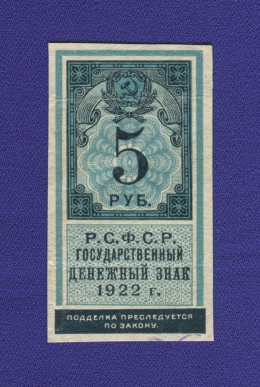 5
РУБ.
Р.С.Ф.С.Р.
ГОСУДАРСТВЕННЫЙ
ДЕНЕЖНЫЙ ЗНАК
1922 г.
ПОДДЕЛКА ПРЕСЛЕДУЕТСЯ
ПО ЗАКОНУ.